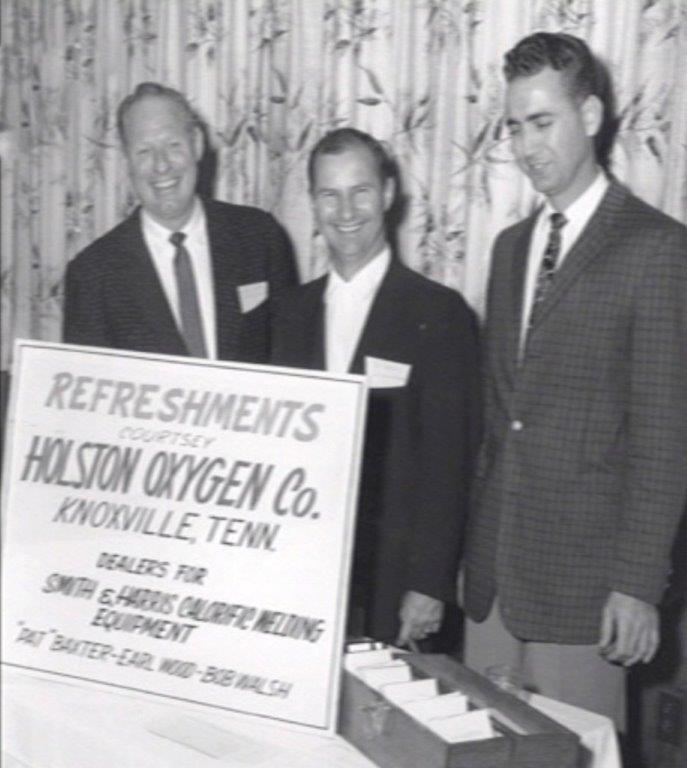 REFRESHMENTS
COURTSEY
HOLSTON OXYGEN Co.
KNOXVILLE, TENN.
DEALERS FOR
SMITH & HARRIS CALORIFIC WELDING
EQUIPMENT
"PAT" BAXTER-EARL WOOD-BOB WALSH